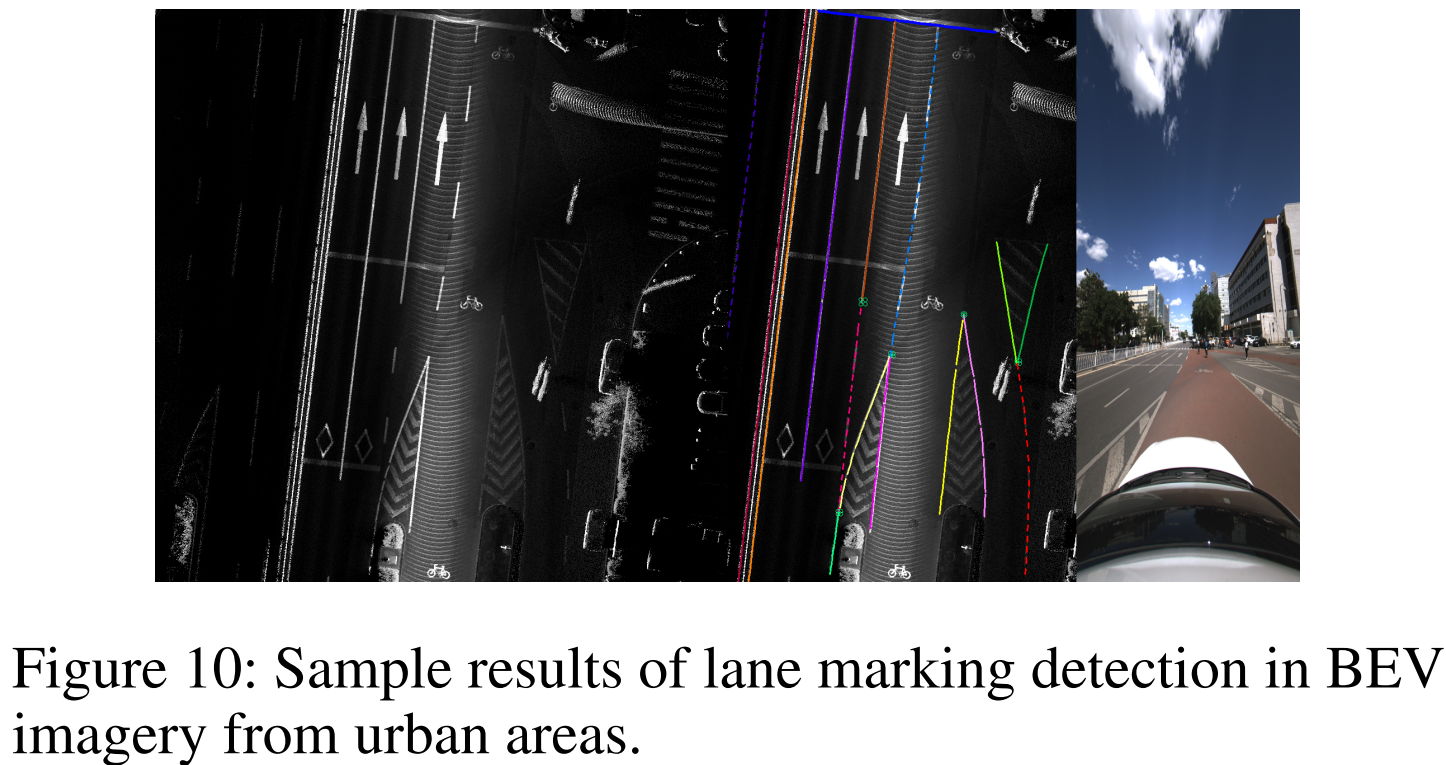 Figure 10: Sample results of lane marking detection in BEV
imagery from urban areas.